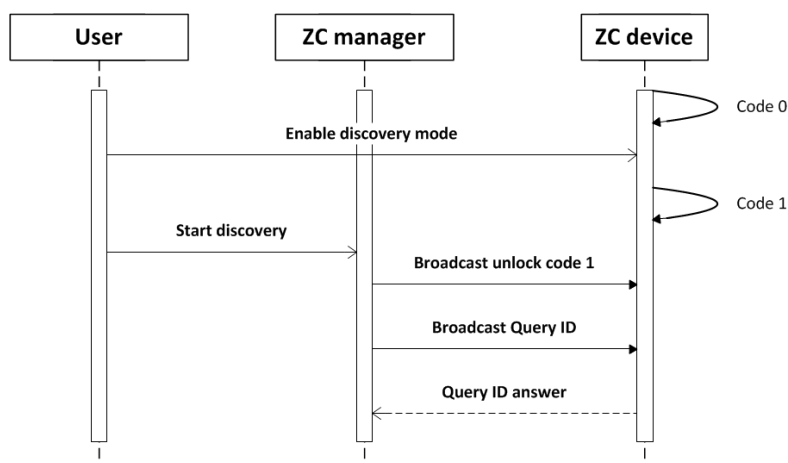 User
ZC manager
ZC device
Code 0
Enable discovery mode
Code 1
Start discovery
Broadcast unlock code 1
Broadcast Query ID
Query ID answer